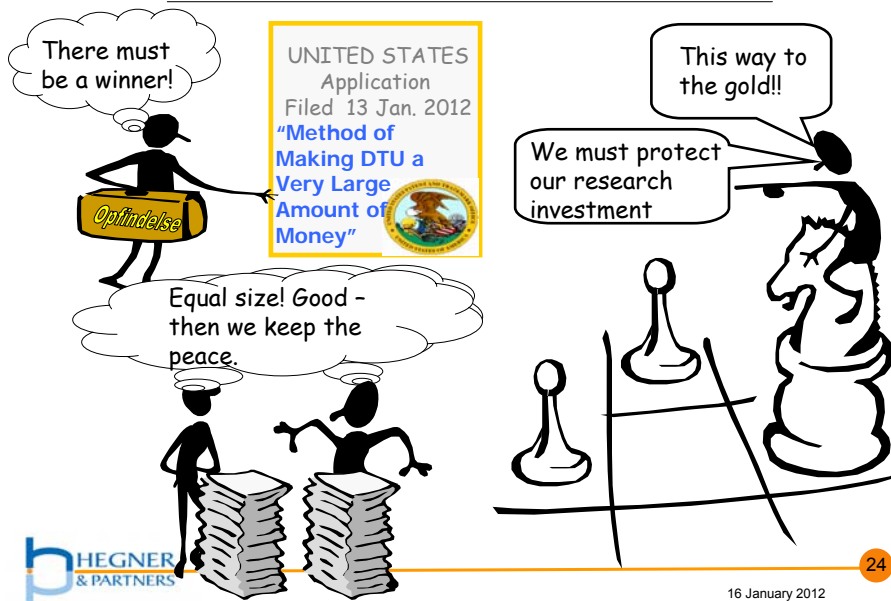 There must
be a winner!
UNITED STATES
Application
Filed 13 Jan. 2012
“Method of
Making DTU a
Very Large
Amount of
Money”
Opfindelse
This way to
the gold!!
We must protect
our research
investment
Equal size! Good –
then we keep the
peace.
HEGNER
& PARTNERS
24
16 January 2012